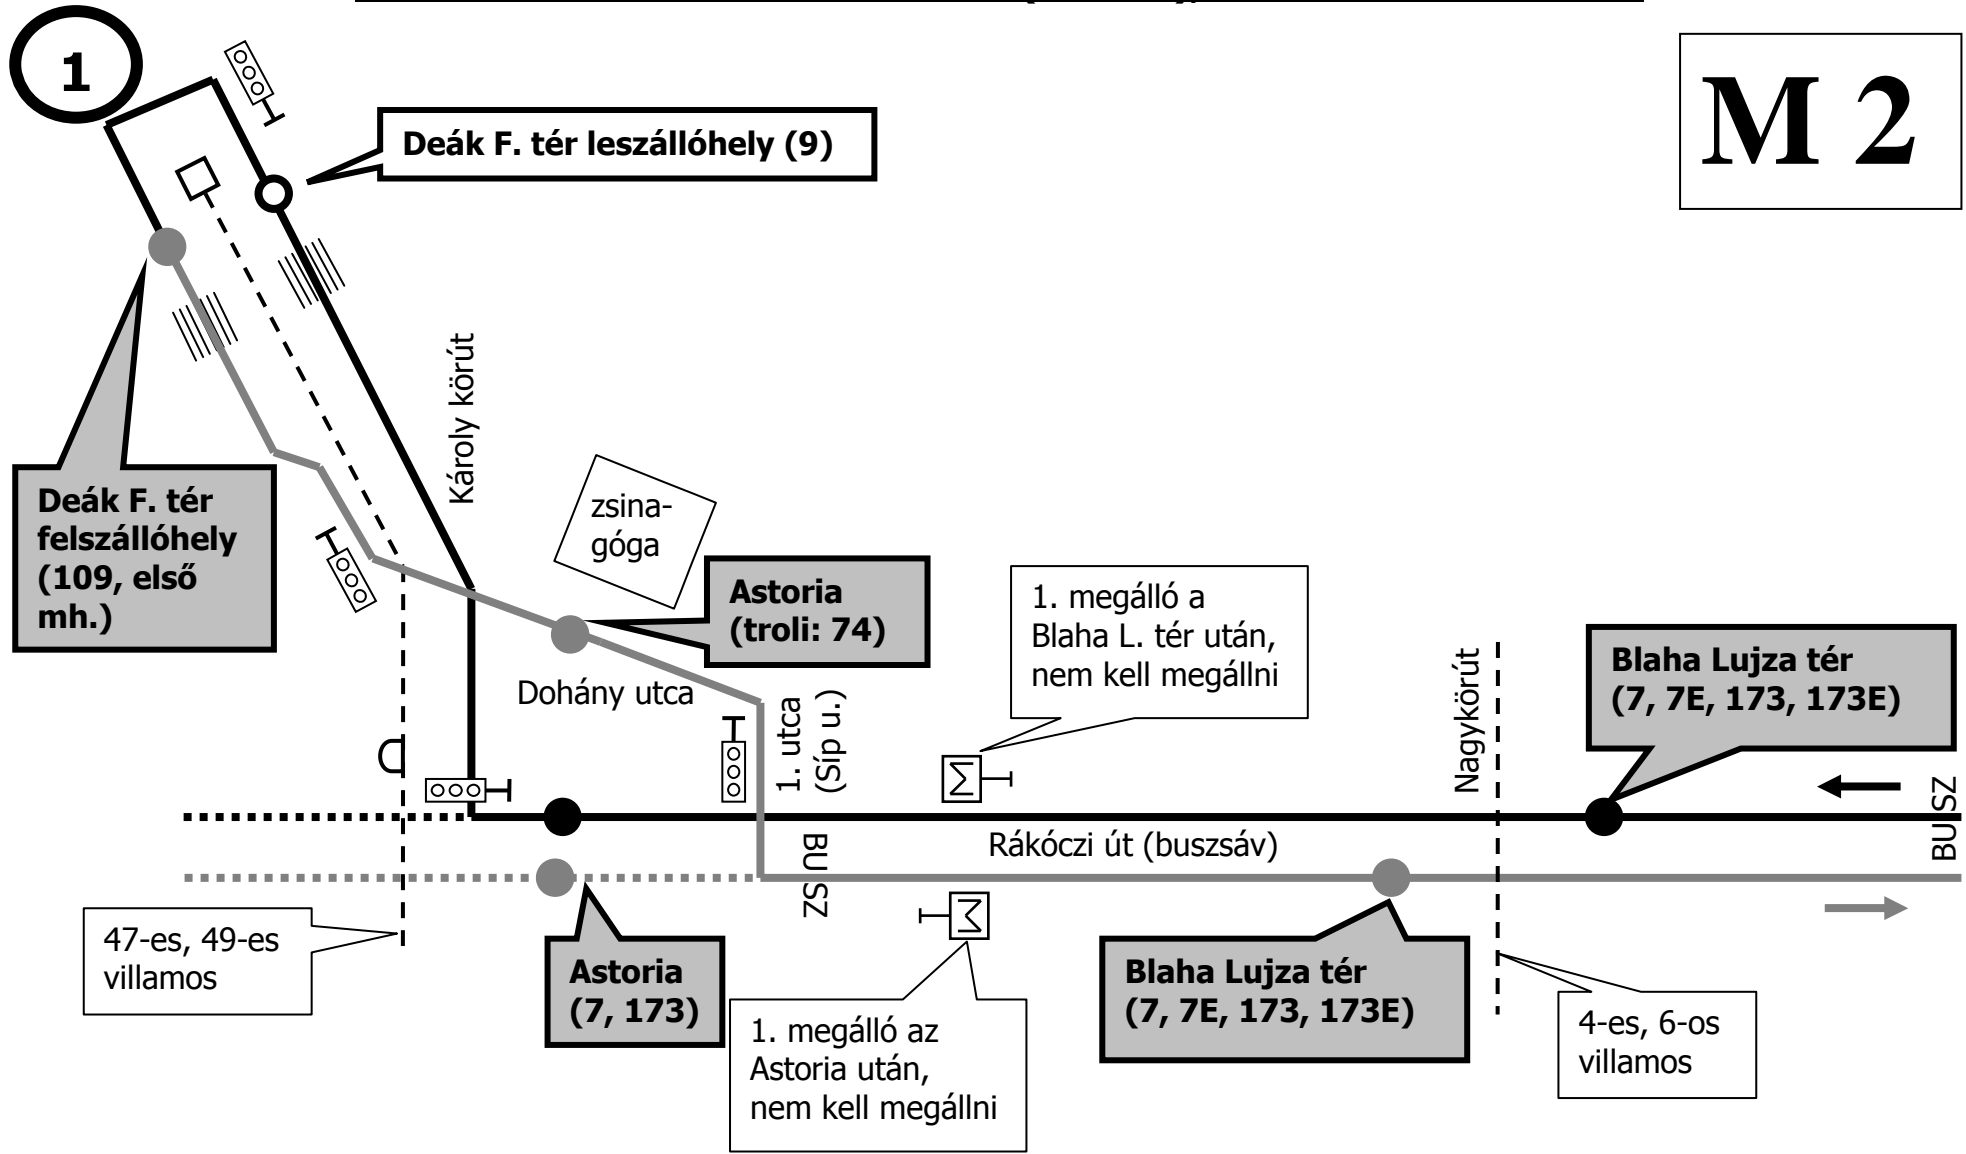 1
M 2
Deák F. tér leszállóhely (9)
Károly körút
Deák F. tér
felszállóhely
(109, első
mh.)
zsina-
góga
Astoria
(troli: 74)
1. megálló a
Blaha L. tér után,
nem kell megállni
Nagykörút
Blaha Lujza tér
(7, 7E, 173, 173E)
Dohány utca
1. utca
(Síp u.)
BUSZ
Rákóczi út (buszsáv)
BUSZ
47-es, 49-es
villamos
Astoria
(7, 173)
1. megálló az
Astoria után,
nem kell megállni
Blaha Lujza tér
(7, 7E, 173, 173E)
4-es, 6-os
villamos